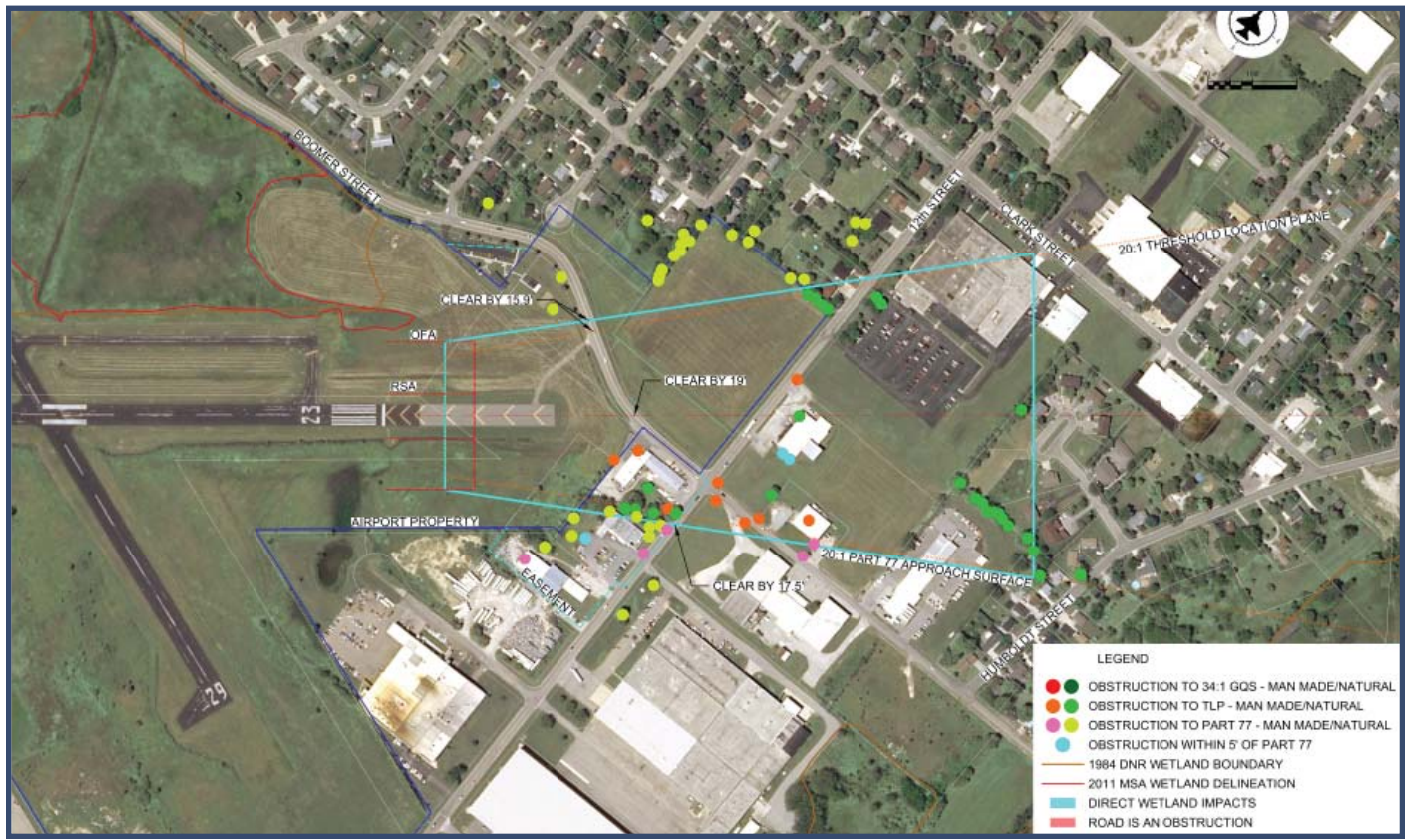 BOOMER STREET
12th STREET
CLARK STREET
20:1 THRESHOLD LOCATION PLANE
CLEAR BY 15.9'
OFA
RSA
CLEAR BY 19'
23
AIRPORT PROPERTY
20:1 PART 77 APPROACH SURFACE
EASEMENT
CLEAR BY 17.5'
HUMBOLDT STREET
29
LEGEND
OBSTRUCTION TO 34:1 GQS - MAN MADE/NATURAL
OBSTRUCTION TO TLP - MAN MADE/NATURAL
OBSTRUCTION TO PART 77 - MAN MADE/NATURAL
OBSTRUCTION WITHIN 5' OF PART 77
1984 DNR WETLAND BOUNDARY
2011 MSA WETLAND DELINEATION
DIRECT WETLAND IMPACTS
ROAD IS AN OBSTRUCTION